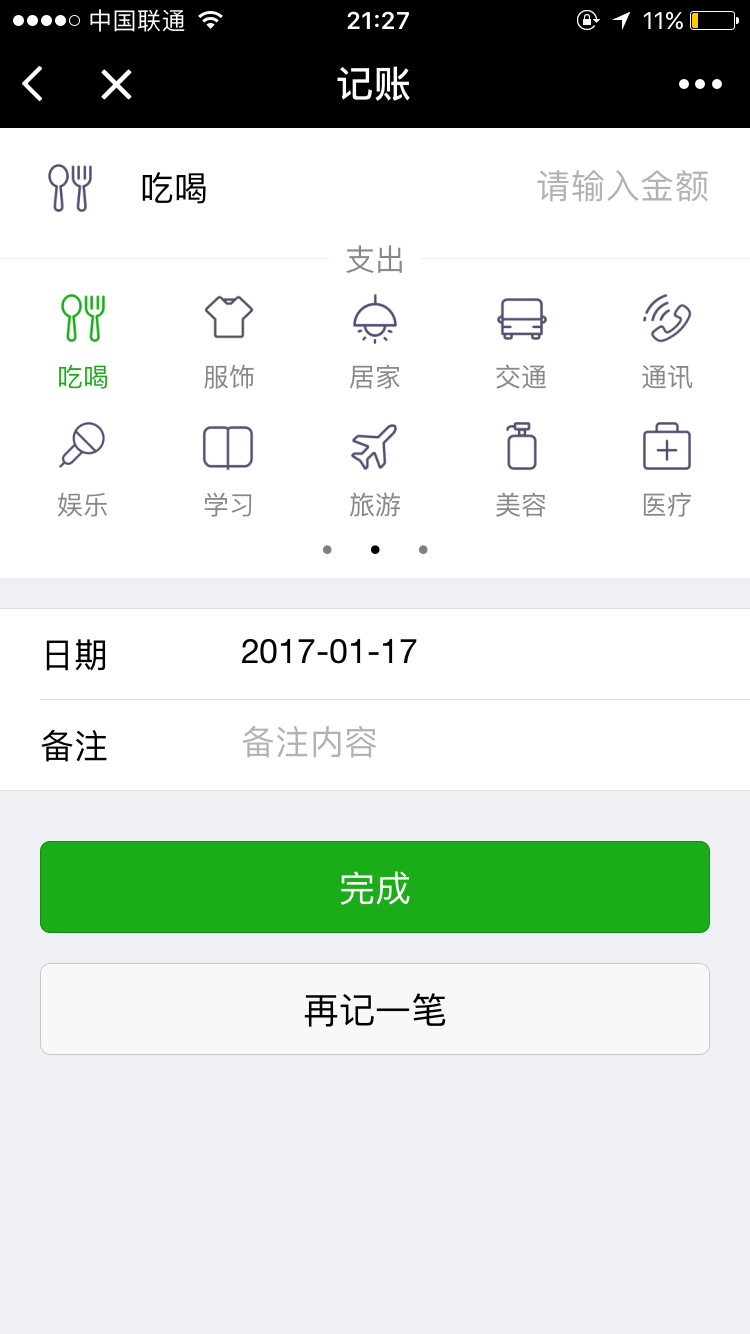 中国联通 21:27 11%
记账
吃喝 请输入金额
支出
吃喝 服饰 居家 交通 通讯
娱乐 学习 旅游 美容 医疗
日期 2017-01-17
备注 备注内容
完成
再记一笔